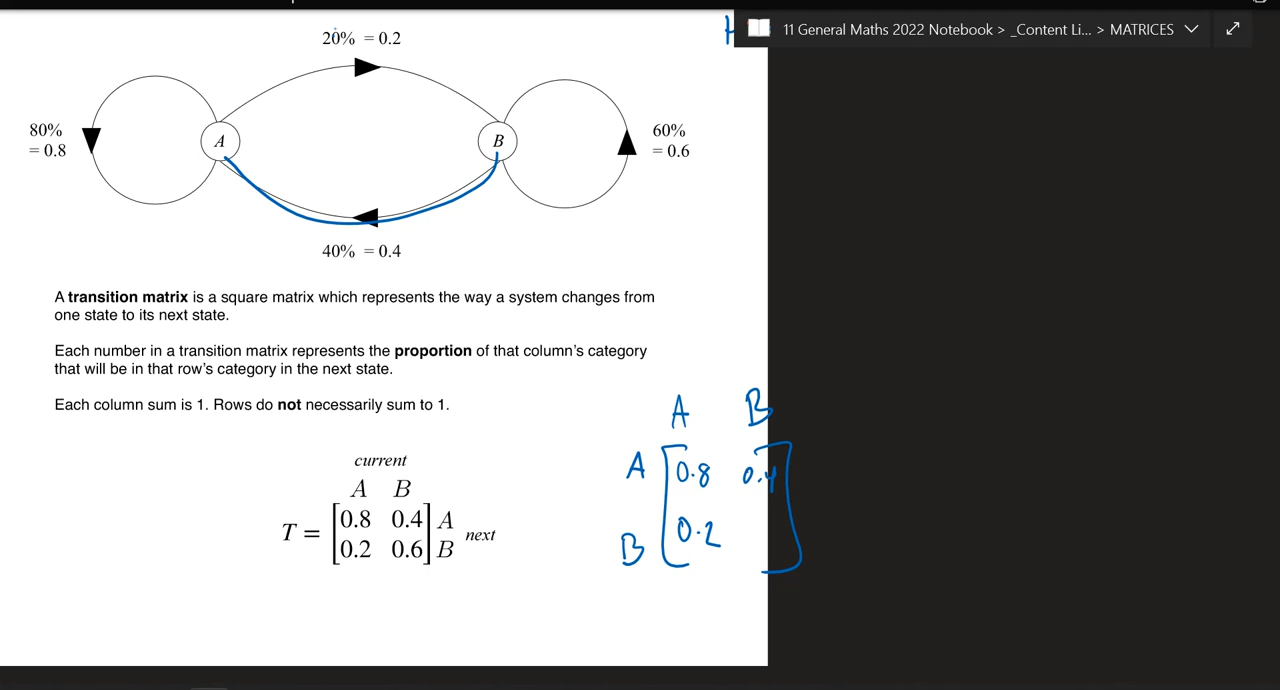 11 General Maths 2022 Notebook > _Content Li... > MATRICES
20% = 0.2
80%
= 0.8
A
B
60%
= 0.6
40% = 0.4
A transition matrix is a square matrix which represents the way a system changes from
one state to its next state.
Each number in a transition matrix represents the proportion of that column's category
that will be in that row's category in the next state.
Each column sum is 1. Rows do not necessarily sum to 1.
current
A B
T = [0.8 0.4] A
[0.2 0.6] B
next
A B
A [0.8 0.4]
B [0.2 ]